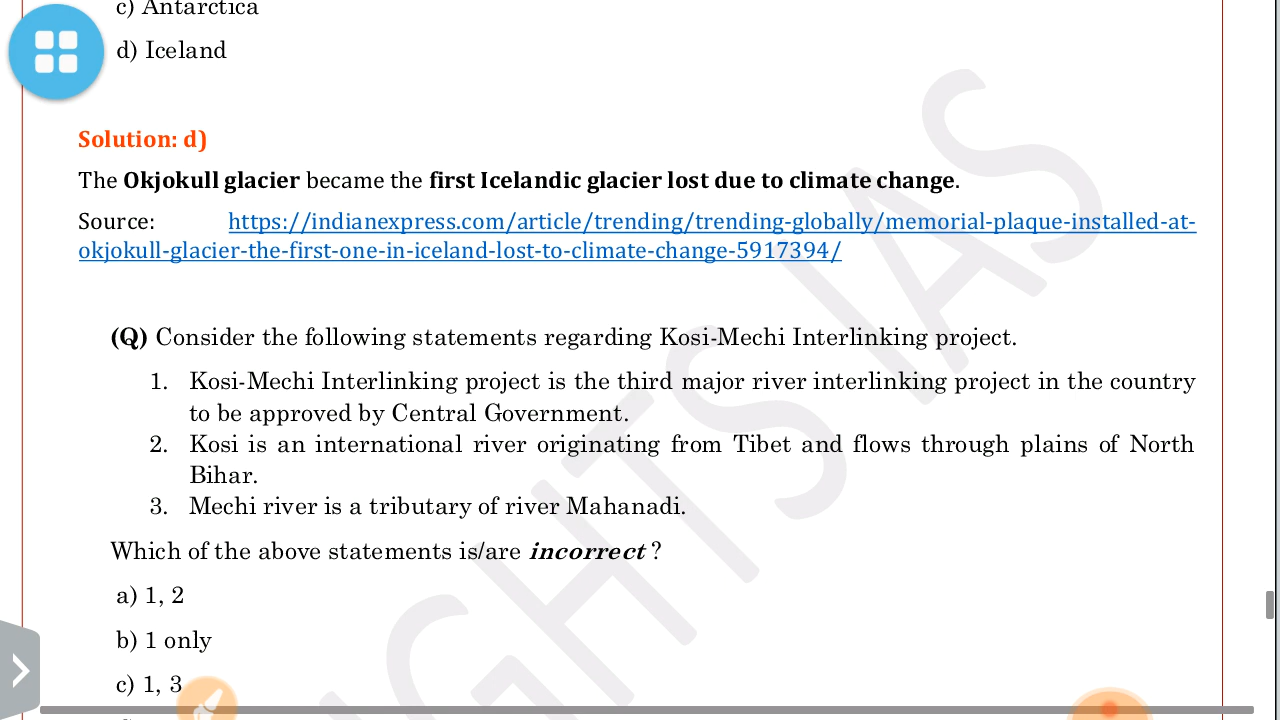 c) Antarctica
d) Iceland
Solution: d)
The Okjokull glacier became the first Icelandic glacier lost due to climate change.
Source: https://indianexpress.com/article/trending/trending-globally/memorial-plaque-installed-at-
okjokull-glacier-the-first-one-in-iceland-lost-to-climate-change-5917394/
(Q) Consider the following statements regarding Kosi-Mechi Interlinking project.
1. Kosi-Mechi Interlinking project is the third major river interlinking project in the country
to be approved by Central Government.
2. Kosi is an international river originating from Tibet and flows through plains of North
Bihar.
3. Mechi river is a tributary of river Mahanadi.
Which of the above statements is/are incorrect?
a) 1, 2
b) 1 only
c) 1, 3
IGHTS IAS